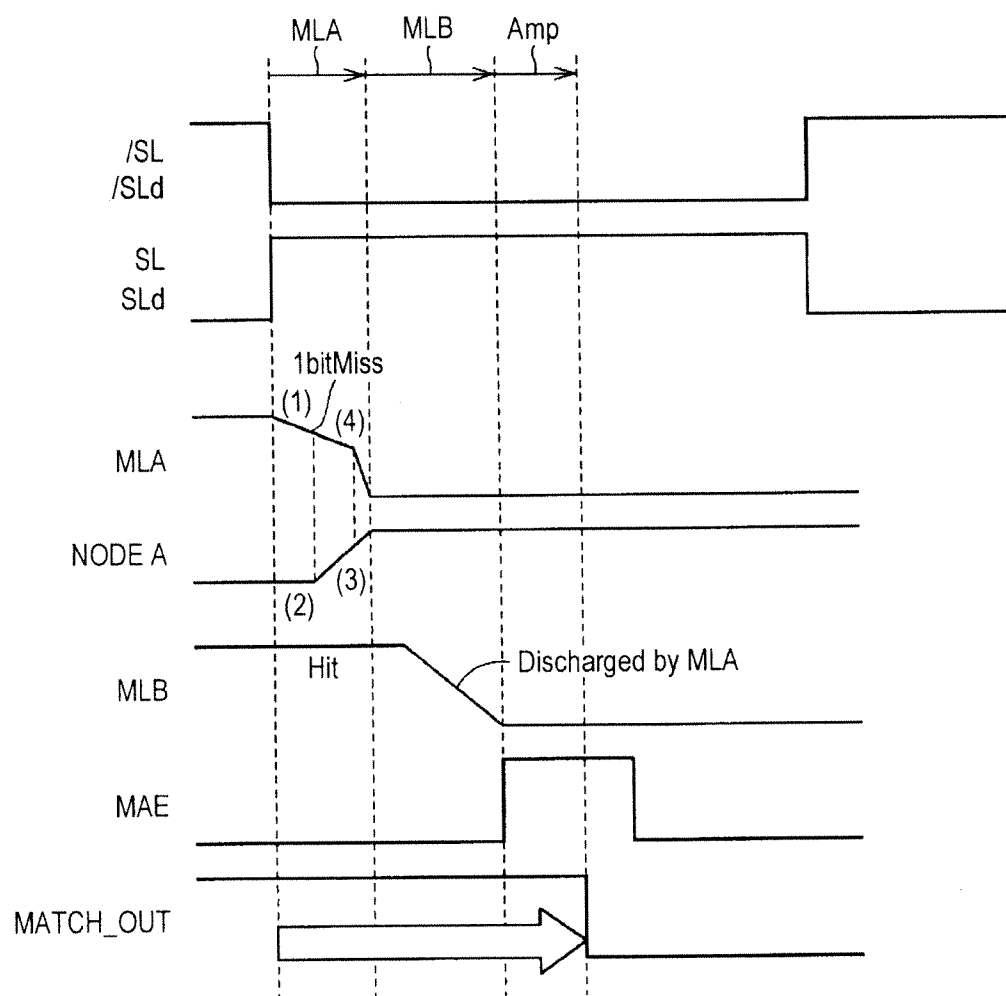 MLA MLB Amp
/SL
/SLd
SL
SLd
1bitMiss
(1) (4)
MLA
NODE A
(2) (3)
MLB
Hit
Discharged by MLA
MAE
MATCH_OUT